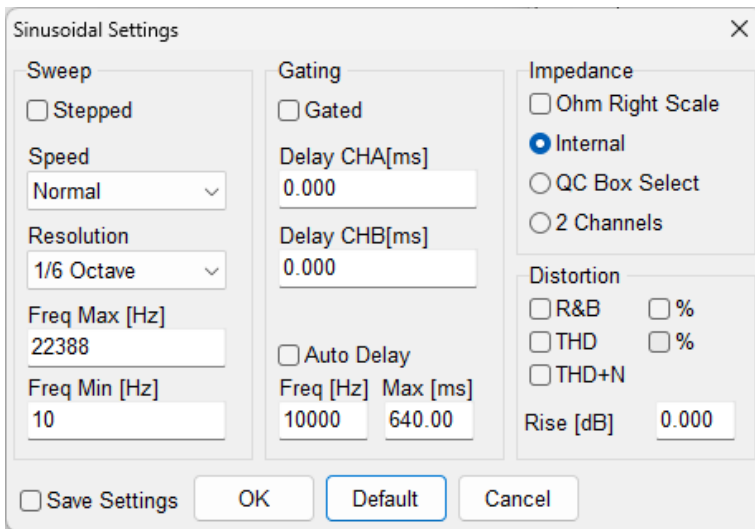 Sinusoidal Settings
Sweep
Stepped
Speed
Normal
Resolution
1/6 Octave
Freq Max [Hz]
22388
Freq Min [Hz]
10
Gating
Gated
Delay CHA[ms]
0.000
Delay CHB[ms]
0.000
Auto Delay
Freq [Hz] Max [ms]
10000 640.00
Impedance
Ohm Right Scale
Internal
QC Box Select
2 Channels
Distortion
R&B %
THD %
THD+N
Rise [dB] 0.000
Save Settings OK Default Cancel